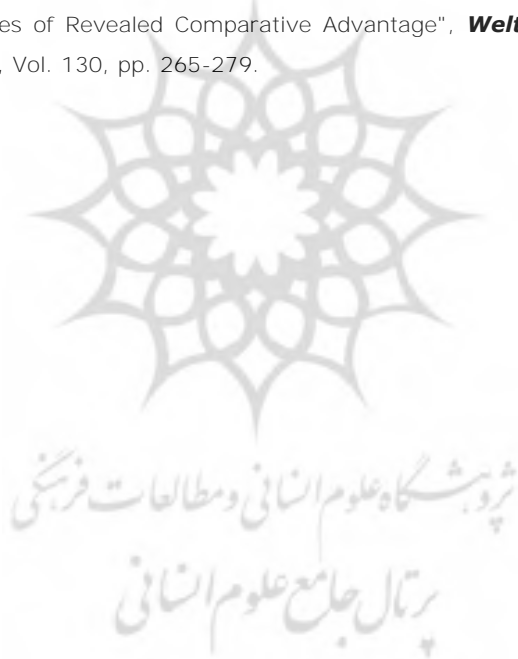 es of Revealed Comparative Advantage", Welt
, Vol. 130, pp. 265-279.
پژوهشگاه علوم انسانی و مطالعات فرهنگی
پرتال جامع علوم انسانی